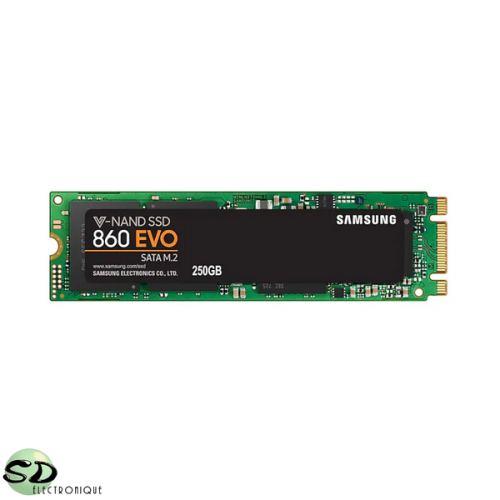 V-NAND SSD
860 EVO
SATA M.2
www.samsung.com/ssd
SAMSUNG ELECTRONICS CO., LTD.
250GB
SAMSUNG
SD
ELECTRONIQUE